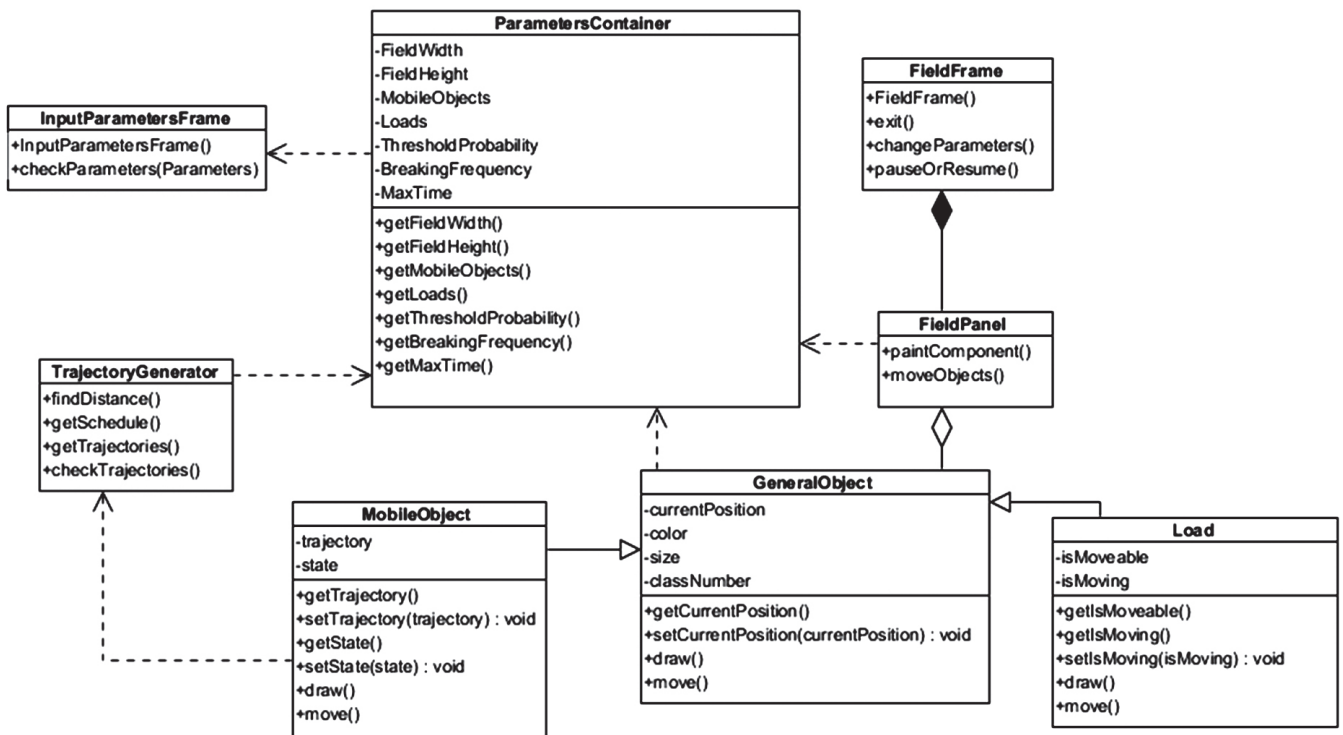 ParametersContainer
-FieldWidth
-FieldHeight
-MobileObjects
-Loads
-ThresholdProbability
-BreakingFrequency
-MaxTime
+getFieldWidth()
+getFieldHeight()
+getMobileObjects()
+getLoads()
+getThresholdProbability()
+getBreakingFrequency()
+getMaxTime()
FieldFrame
+FieldFrame()
+exit()
+changeParameters()
+pauseOrResume()
InputParametersFrame
+InputParametersFrame()
+checkParameters(Parameters)
FieldPanel
+paintComponent()
+moveObjects()
TrajectoryGenerator
+findDistance()
+getSchedule()
+getTrajectories()
+checkTrajectories()
MobileObject
-trajectory
-state
+getTrajectory()
+setTrajectory(trajectory) : void
+getState()
+setState(state) : void
+draw()
+move()
GeneralObject
-currentPosition
-color
-size
-classNumber
+getCurrentPosition()
+setCurrentPosition(currentPosition) : void
+draw()
+move()
Load
-isMoveable
-isMoving
+getIsMoveable()
+getIsMoving()
+setIsMoving(isMoving) : void
+draw()
+move()